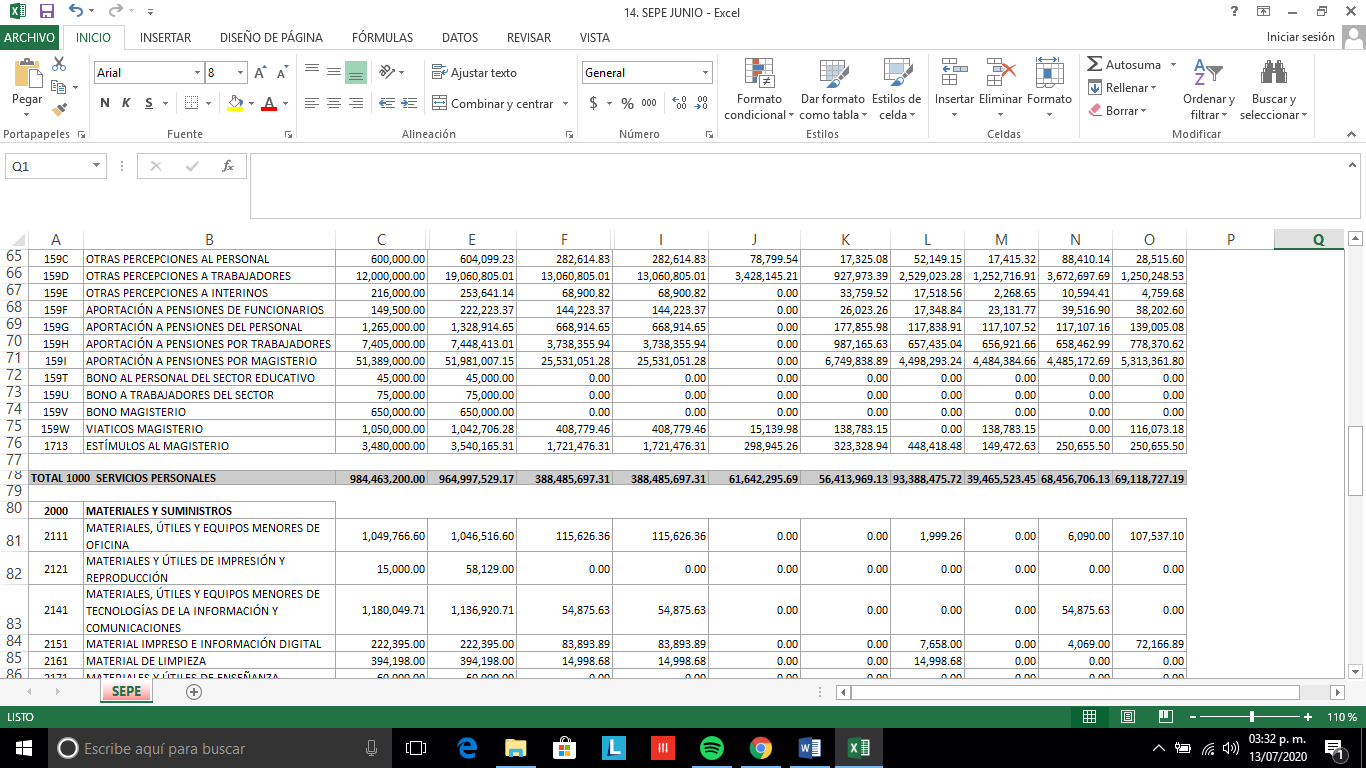 14. SEPE JUNIO - Excel
ARCHIVO INICIO INSERTAR DISEÑO DE PÁGINA FÓRMULAS DATOS REVISAR VISTA Iniciar sesión
Pegar Arial 8 Ajustar texto General Formato condicional Dar formato como tabla Estilos de celda Insertar Eliminar Formato Autosuma Rellenar Borrar Ordenar y filtrar Buscar y seleccionar
N K S Combinar y centrar $ % 000
Portapapeles Fuente Alineación Número Estilos Celdas Modificar
Q1 fx
A B C E F I J K L M N O P Q
65 159C OTRAS PERCEPCIONES AL PERSONAL 600,000.00 604,099.23 282,614.83 282,614.83 78,799.54 17,325.08 52,149.15 17,415.32 88,410.14 28,515.60
66 159D OTRAS PERCEPCIONES A TRABAJADORES 12,000,000.00 19,060,805.01 13,060,805.01 13,060,805.01 3,428,145.21 927,973.39 2,529,023.28 1,252,716.91 3,672,697.69 1,250,248.53
67 159E OTRAS PERCEPCIONES A INTERINOS 216,000.00 253,641.14 68,900.82 68,900.82 0.00 33,759.52 17,518.56 2,268.65 10,594.41 4,759.68
68 159F APORTACIÓN A PENSIONES DE FUNCIONARIOS 149,500.00 222,223.37 144,223.37 144,223.37 0.00 26,023.26 17,348.84 23,131.77 39,516.90 38,202.60
69 159G APORTACIÓN A PENSIONES DEL PERSONAL 1,265,000.00 1,328,914.65 668,914.65 668,914.65 0.00 177,855.98 117,838.91 117,107.52 117,107.16 139,005.08
70 159H APORTACIÓN A PENSIONES POR TRABAJADORES 7,405,000.00 7,448,413.01 3,738,355.94 3,738,355.94 0.00 987,165.63 657,435.04 656,921.66 658,462.99 778,370.62
71 159I APORTACIÓN A PENSIONES POR MAGISTERIO 51,389,000.00 51,981,007.15 25,531,051.28 25,531,051.28 0.00 6,749,838.89 4,498,293.24 4,484,384.66 4,485,172.69 5,313,361.80
72 159T BONO AL PERSONAL DEL SECTOR EDUCATIVO 45,000.00 45,000.00 0.00 0.00 0.00 0.00 0.00 0.00 0.00 0.00
73 159U BONO A TRABAJADORES DEL SECTOR 75,000.00 75,000.00 0.00 0.00 0.00 0.00 0.00 0.00 0.00 0.00
74 159V BONO MAGISTERIO 650,000.00 650,000.00 0.00 0.00 0.00 0.00 0.00 0.00 0.00 0.00
75 159W VIATICOS MAGISTERIO 1,050,000.00 1,042,706.28 408,779.46 408,779.46 15,139.98 138,783.15 0.00 138,783.15 0.00 116,073.18
76 1713 ESTÍMULOS AL MAGISTERIO 3,480,000.00 3,540,165.31 1,721,476.31 1,721,476.31 298,945.26 323,328.94 448,418.48 149,472.63 250,655.50 250,655.50
77
78 TOTAL 1000 SERVICIOS PERSONALES 984,463,200.00 964,997,529.17 388,485,697.31 388,485,697.31 61,642,295.69 56,413,969.13 93,388,475.72 39,465,523.45 68,456,706.13 69,118,727.19
79
80 2000 MATERIALES Y SUMINISTROS
81 2111 MATERIALES, ÚTILES Y EQUIPOS MENORES DE OFICINA 1,049,766.60 1,046,516.60 115,626.36 115,626.36 0.00 0.00 1,999.26 0.00 6,090.00 107,537.10
82 2121 MATERIALES Y ÚTILES DE IMPRESIÓN Y REPRODUCCIÓN 15,000.00 58,129.00 0.00 0.00 0.00 0.00 0.00 0.00 0.00 0.00
83 2141 MATERIALES, ÚTILES Y EQUIPOS MENORES DE TECNOLOGÍAS DE LA INFORMACIÓN Y COMUNICACIONES 1,180,049.71 1,136,920.71 54,875.63 54,875.63 0.00 0.00 0.00 0.00 54,875.63 0.00
84 2151 MATERIAL IMPRESO E INFORMACIÓN DIGITAL 222,395.00 222,395.00 83,893.89 83,893.89 0.00 0.00 7,658.00 0.00 4,069.00 72,166.89
85 2161 MATERIAL DE LIMPIEZA 394,198.00 394,198.00 14,998.68 14,998.68 0.00 0.00 14,998.68 0.00 0.00 0.00
86 2171 MATERIALES Y ÚTILES DE ENSEÑANZA 60,000.00 60,000.00 0.00 0.00 0.00 0.00 0.00 0.00 0.00 0.00
SEPE
LISTO 110 %
Escribe aquí para buscar 03:32 p. m.
13/07/2020 1